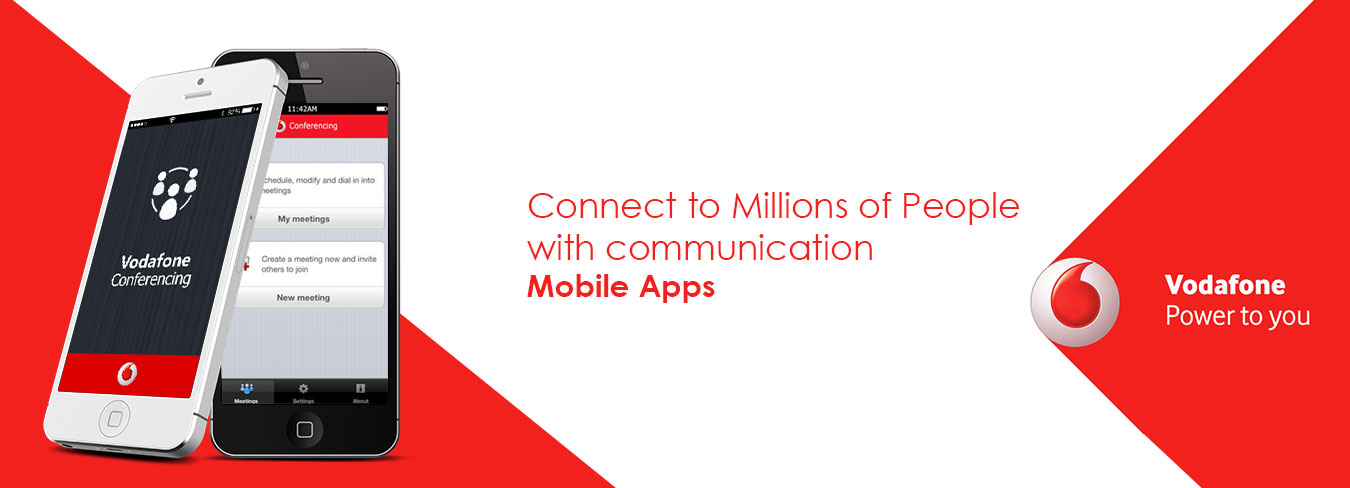 11:42AM
Conferencing
chedule, modify and dial in into
eetings
My meetings
Create a meeting now and invite
others to join
New meeting
Meetings
Settings
About
Vodafone
Conferencing
Connect to Millions of People
with communication
Mobile Apps
Vodafone
Power to you